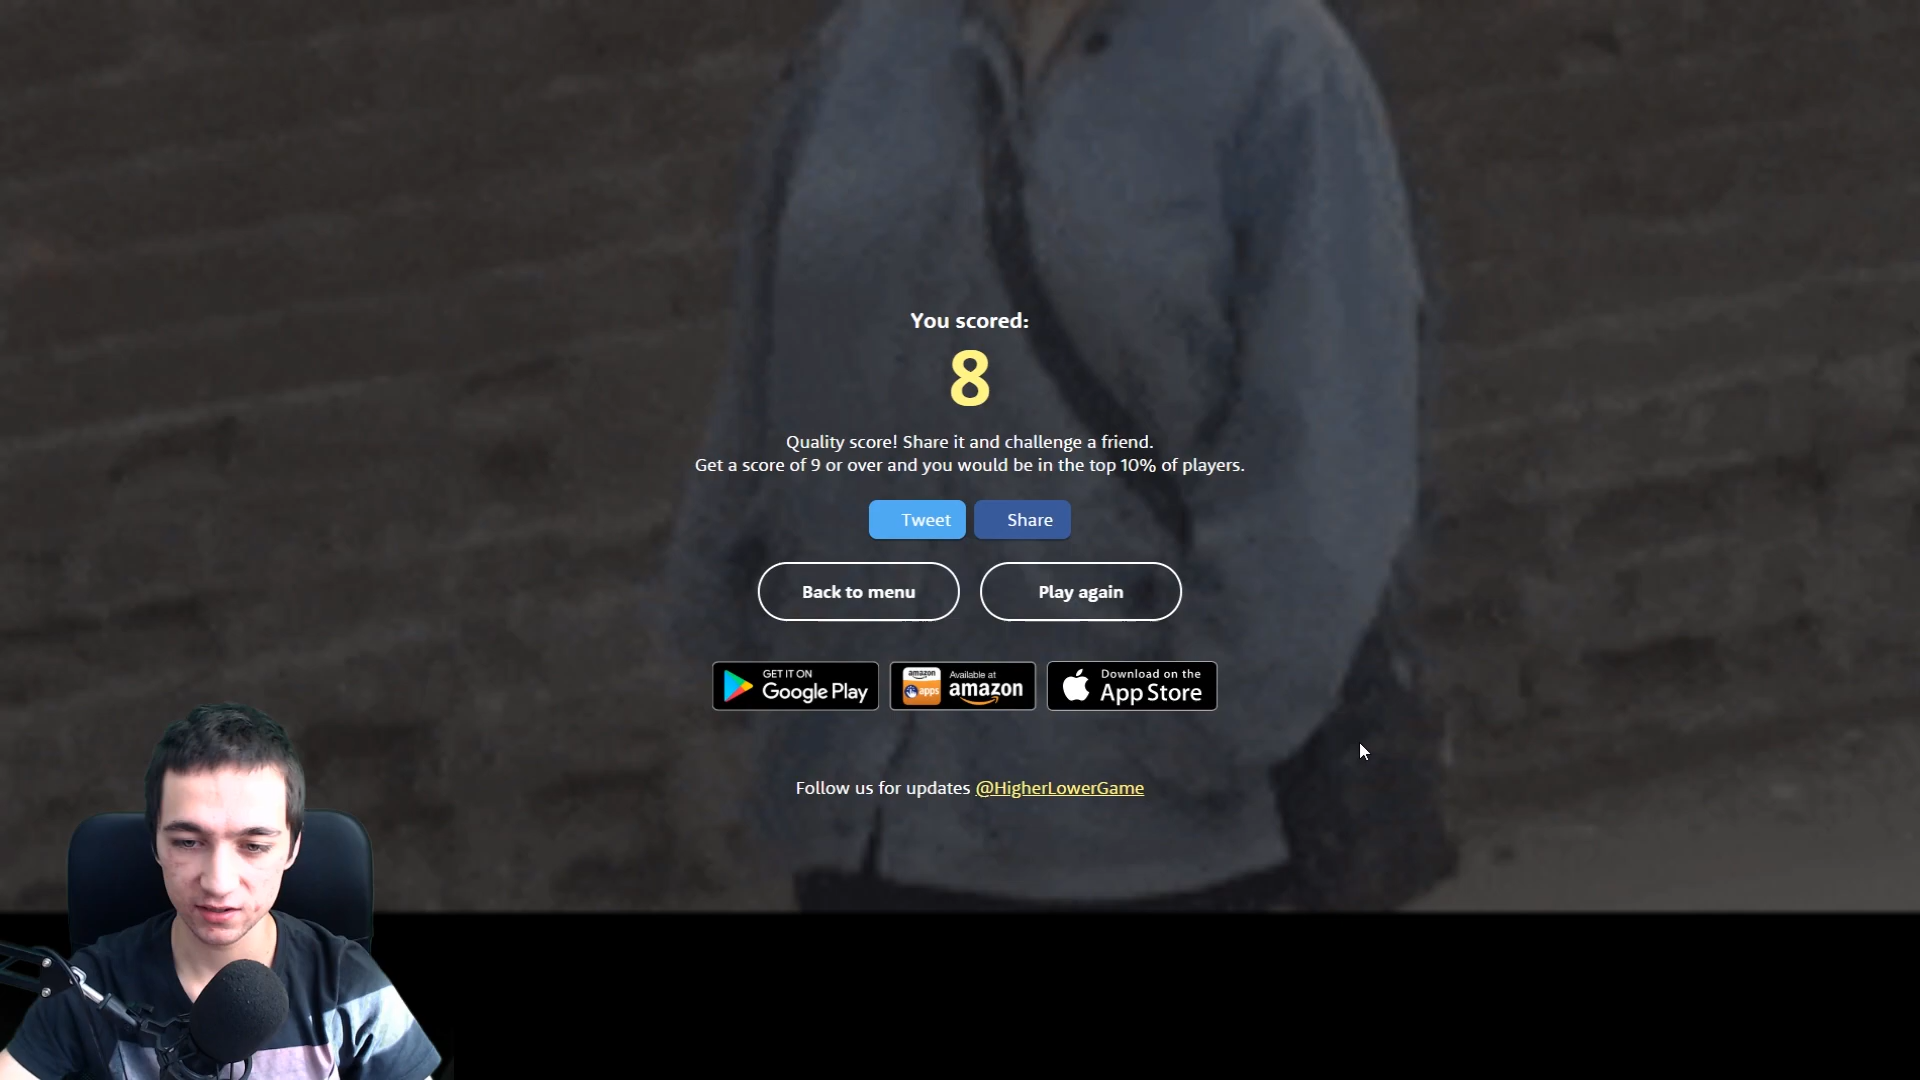 You scored:
8
Quality score! Share it and challenge a friend.
Get a score of 9 or over and you would be in the top 10% of players.
Tweet
Share
Back to menu
Play again
GET IT ON
Google Play
amazon
apps
Available at
amazon
Download on the
App Store
Follow us for updates @HigherLowerGame